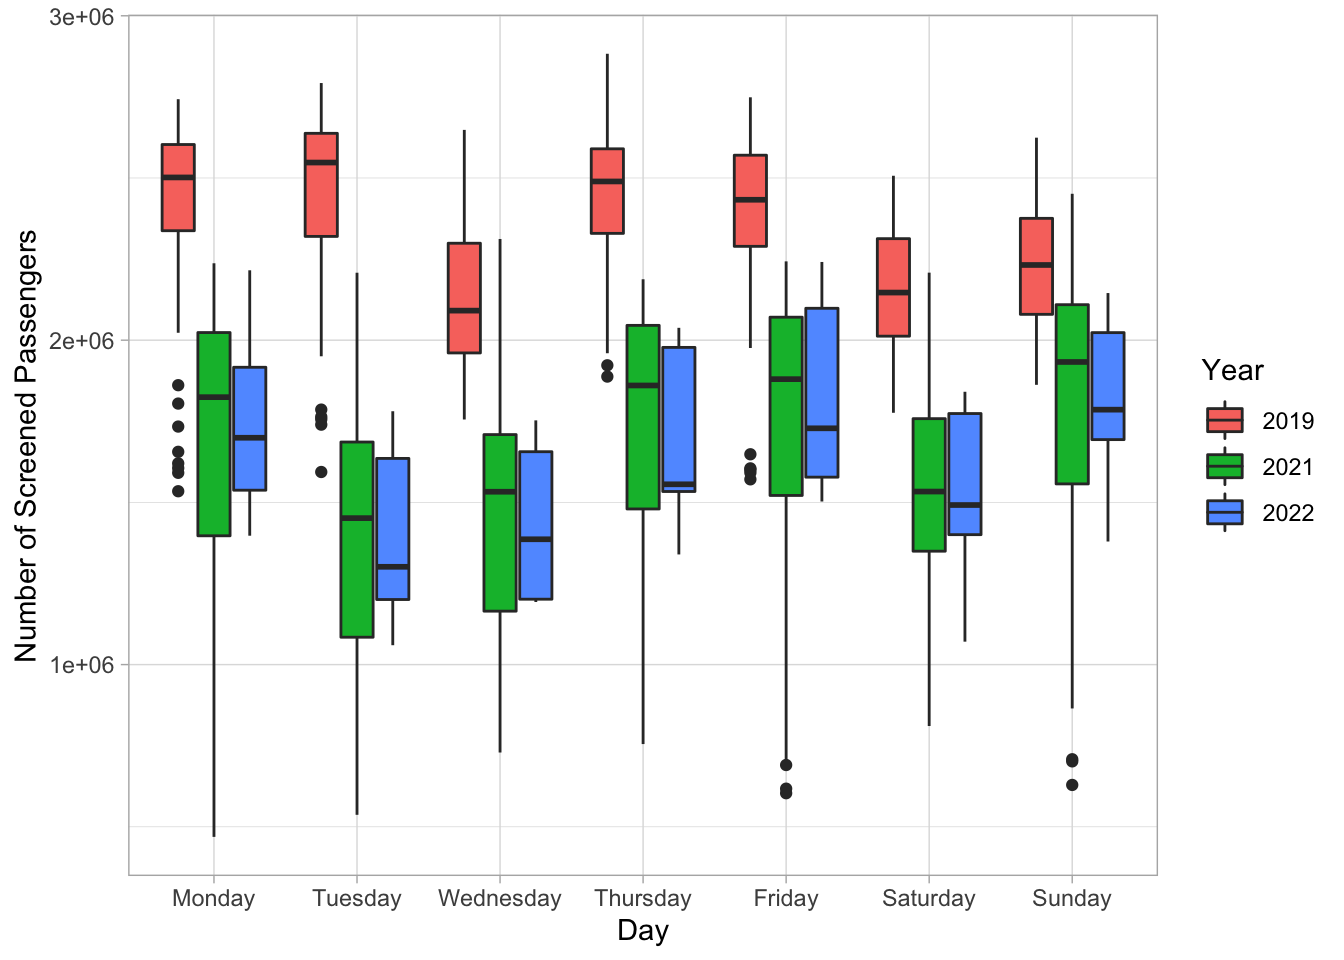 Number of Screened Passengers
3e+06
2e+06
1e+06
Monday Tuesday Wednesday Thursday Friday Saturday Sunday
Day
Year
2019
2021
2022